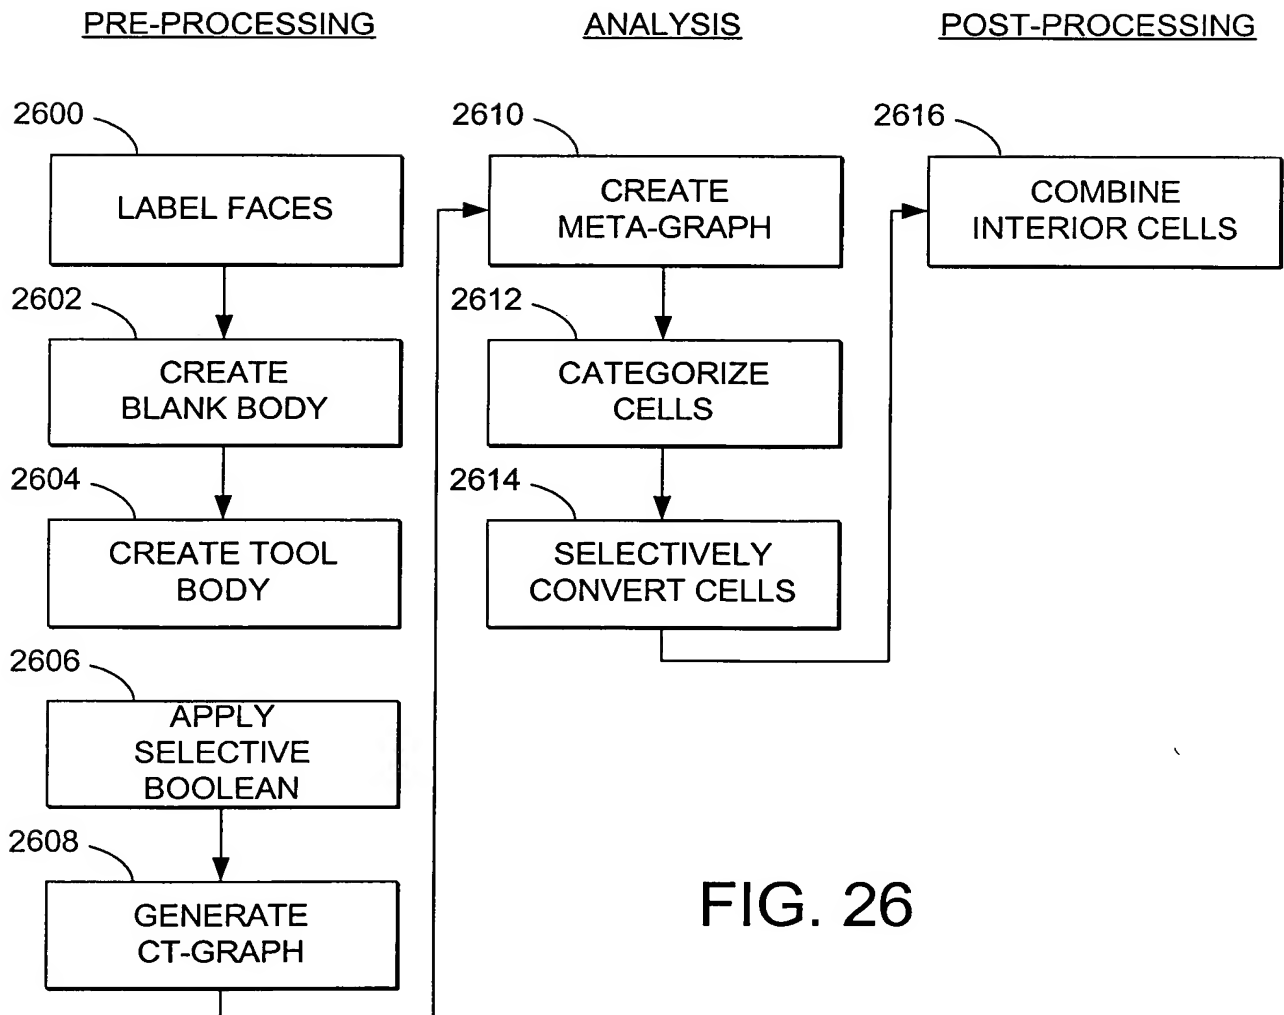 PRE-PROCESSING
2600
LABEL FACES
2602
CREATE
BLANK BODY
2604
CREATE TOOL
BODY
2606
APPLY
SELECTIVE
BOOLEAN
2608
GENERATE
CT-GRAPH
ANALYSIS
2610
CREATE
META-GRAPH
2612
CATEGORIZE
CELLS
2614
SELECTIVELY
CONVERT CELLS
POST-PROCESSING
2616
COMBINE
INTERIOR CELLS
FIG. 26